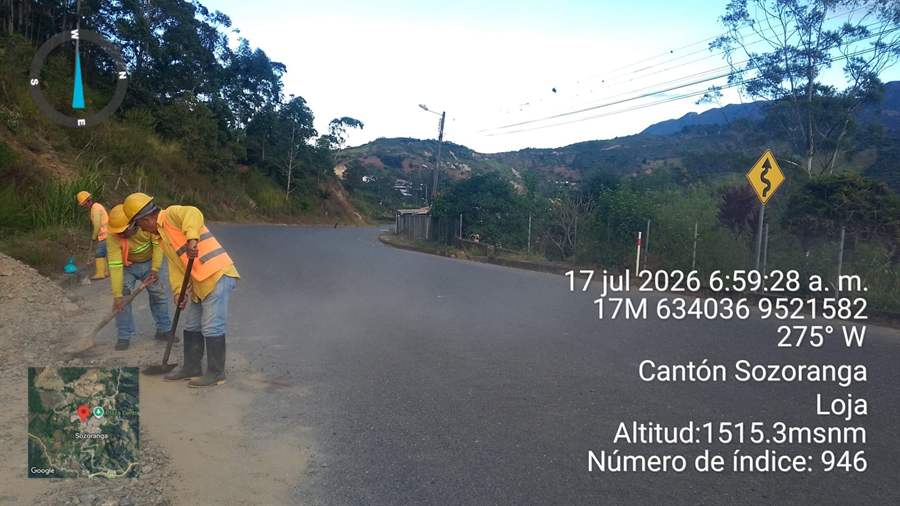 W
S
N
E
17 jul 2026 6:59:28 a. m.
17M 634036 9521582
275° W
Cantón Sozoranga
Loja
Altitud:1515.3msnm
Número de índice: 946
Sozoranga
Google